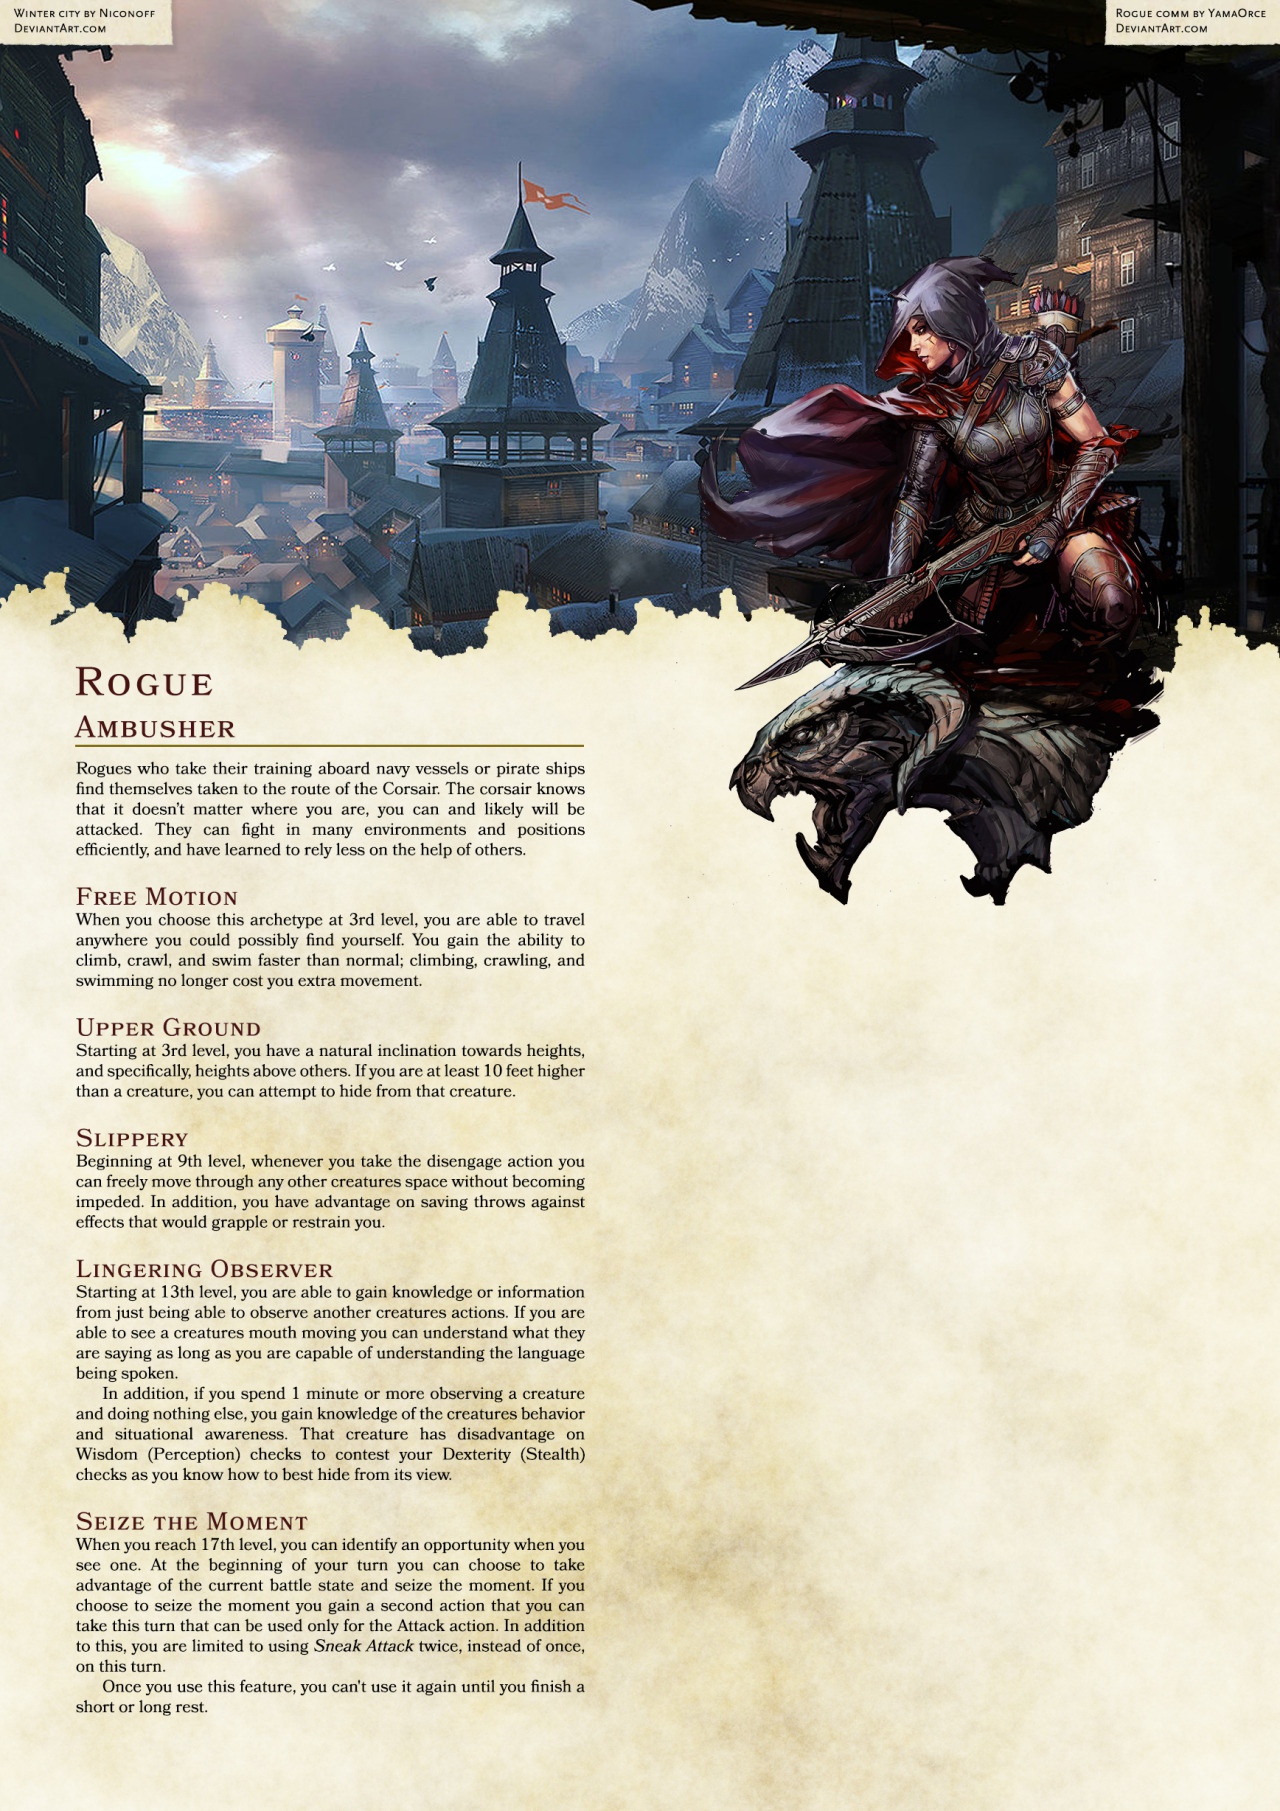 Winter city by Niconoff
DeviantArt.com
Rogue comm by YamaOrce
DeviantArt.com
Rogue
Ambusher
Rogues who take their training aboard navy vessels or pirate ships
find themselves taken to the route of the Corsair. The corsair knows
that it doesn't matter where you are, you can and likely will be
attacked. They can fight in many environments and positions
efficiently, and have learned to rely less on the help of others.
Free Motion
When you choose this archetype at 3rd level, you are able to travel
anywhere you could possibly find yourself. You gain the ability to
climb, crawl, and swim faster than normal; climbing, crawling, and
swimming no longer cost you extra movement.
Upper Ground
Starting at 3rd level, you have a natural inclination towards heights,
and specifically, heights above others. If you are at least 10 feet higher
than a creature, you can attempt to hide from that creature.
Slippery
Beginning at 9th level, whenever you take the disengage action you
can freely move through any other creatures space without becoming
impeded. In addition, you have advantage on saving throws against
effects that would grapple or restrain you.
Lingering Observer
Starting at 13th level, you are able to gain knowledge or information
from just being able to observe another creatures actions. If you are
able to see a creatures mouth moving you can understand what they
are saying as long as you are capable of understanding the language
being spoken.
In addition, if you spend 1 minute or more observing a creature
and doing nothing else, you gain knowledge of the creatures behavior
and situational awareness. That creature has disadvantage on
Wisdom (Perception) checks to contest your Dexterity (Stealth)
checks as you know how to best hide from its view.
Seize the Moment
When you reach 17th level, you can identify an opportunity when you
see one. At the beginning of your turn you can choose to take
advantage of the current battle state and seize the moment. If you
choose to seize the moment you gain a second action that you can
take this turn that can be used only for the Attack action. In addition
to this, you are limited to using Sneak Attack twice, instead of once,
on this turn.
Once you use this feature, you can't use it again until you finish a
short or long rest.